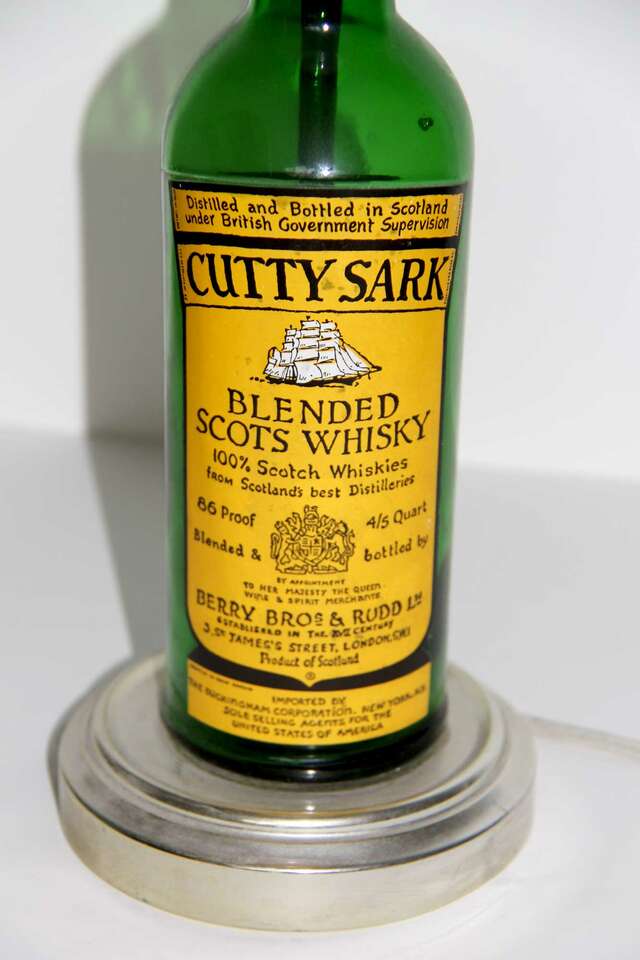 Distilled and Bottled in Scotland
under British Government Supervision
CUTTY SARK
BLENDED
SCOTS WHISKY
100% Scotch Whiskies
from Scotland's best Distilleries
86 Proof
4/5 Quart
Blended &
bottled by
BY APPOINTMENT
TO HER MAJESTY THE QUEEN
WINE & SPIRIT MERCHANTS
BERRY BROS & RUDD LTD
ESTABLISHED IN THE XVII CENTURY
3, ST JAMES'S STREET, LONDON, SW1
Product of Scotland
®
THE BUCKINGHAM CORPORATION, NEW YORK, N.Y.
IMPORTED BY
SOLE SELLING AGENTS FOR THE
UNITED STATES OF AMERICA